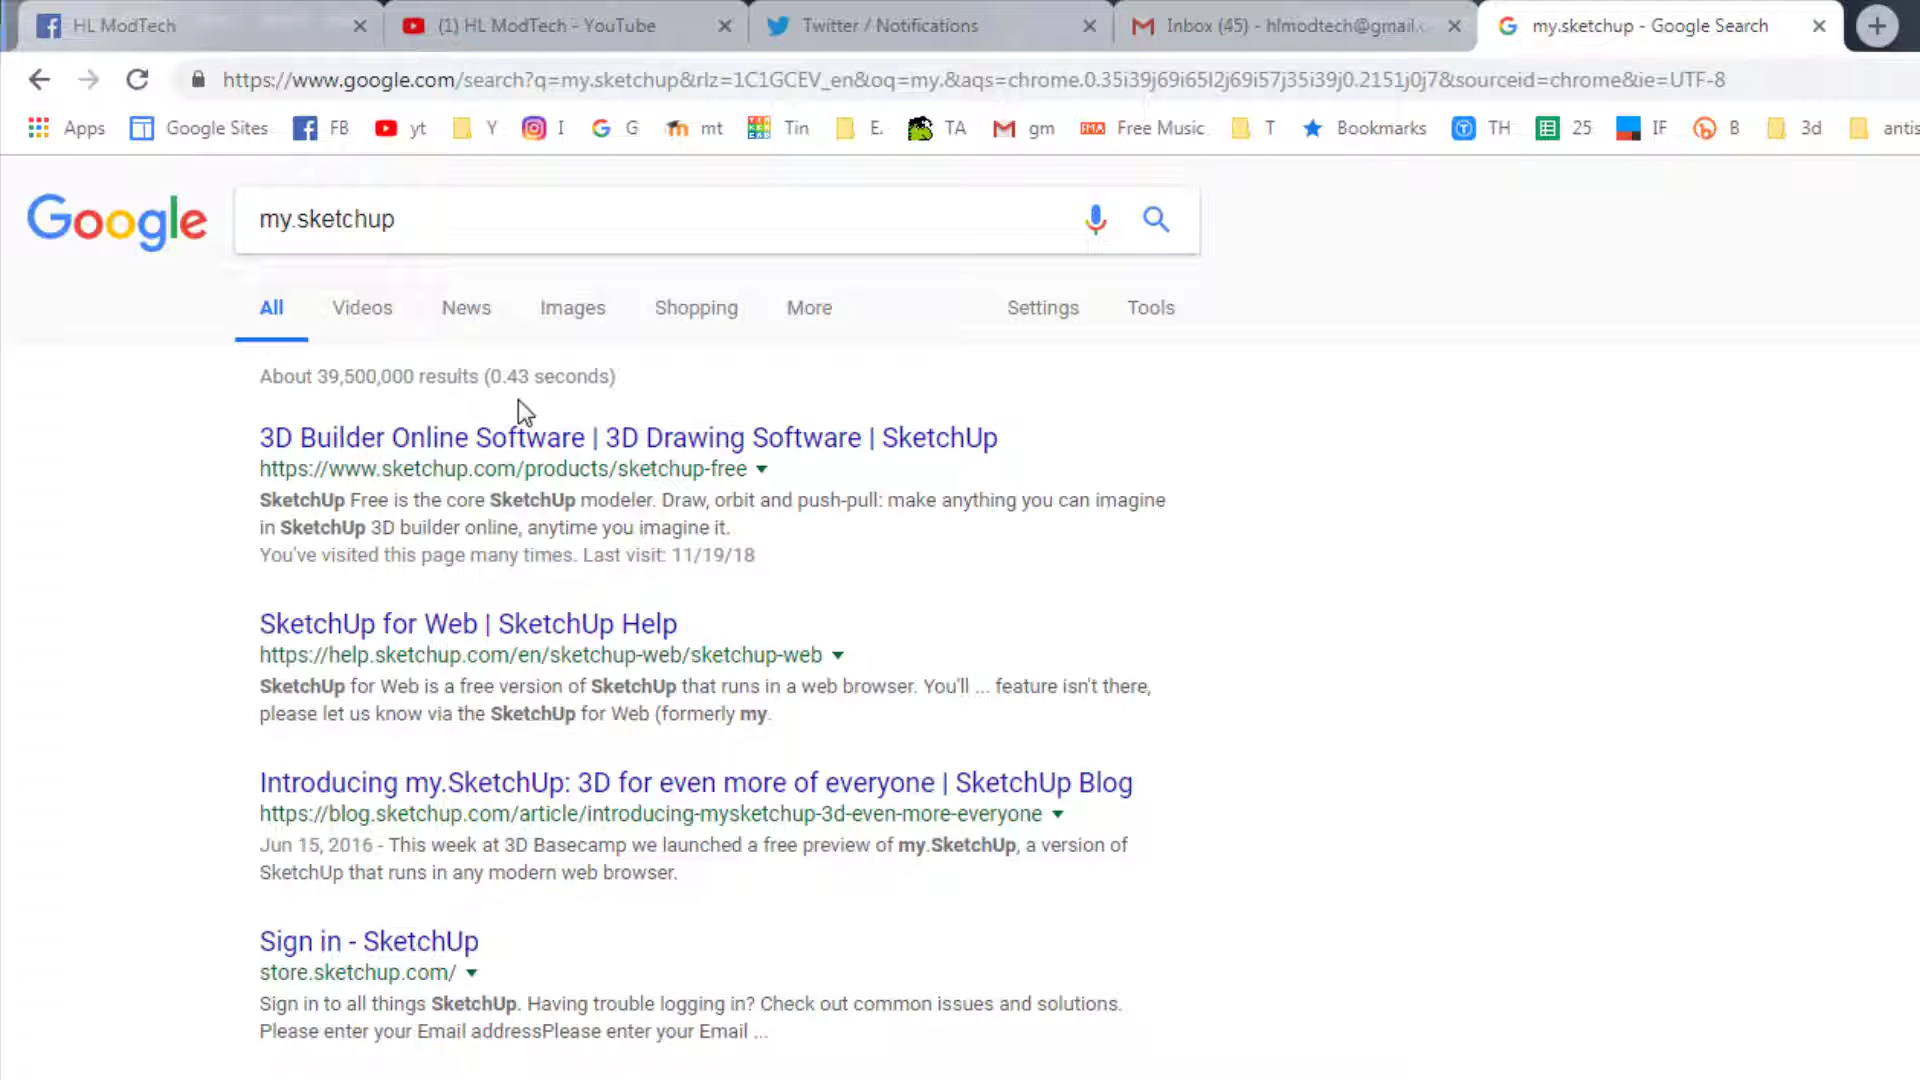 HL ModTech
(1) HL ModTech - YouTube
Twitter / Notifications
Inbox (45) - hlmodtech@gmail.c
my.sketchup - Google Search
https://www.google.com/search?q=my.sketchup&rlz=1C1GCEV_en&oq=my.&aqs=chrome.0.35i39j69i65l2j69i57j35i39j0.2151j0j7&sourceid=chrome&ie=UTF-8
Apps Google Sites FB yt Y I G mt Tin E. TA gm Free Music T Bookmarks TH 25 IF B 3d antis
Google
my.sketchup
All Videos News Images Shopping More Settings Tools
About 39,500,000 results (0.43 seconds)
3D Builder Online Software | 3D Drawing Software | SketchUp
https://www.sketchup.com/products/sketchup-free
SketchUp Free is the core SketchUp modeler. Draw, orbit and push-pull: make anything you can imagine
in SketchUp 3D builder online, anytime you imagine it.
You've visited this page many times. Last visit: 11/19/18
SketchUp for Web | SketchUp Help
https://help.sketchup.com/en/sketchup-web/sketchup-web
SketchUp for Web is a free version of SketchUp that runs in a web browser. You'll ... feature isn't there,
please let us know via the SketchUp for Web (formerly my.
Introducing my.SketchUp: 3D for even more of everyone | SketchUp Blog
https://blog.sketchup.com/article/introducing-mysketchup-3d-even-more-everyone
Jun 15, 2016 - This week at 3D Basecamp we launched a free preview of my.SketchUp, a version of
SketchUp that runs in any modern web browser.
Sign in - SketchUp
store.sketchup.com/
Sign in to all things SketchUp. Having trouble logging in? Check out common issues and solutions.
Please enter your Email addressPlease enter your Email ...